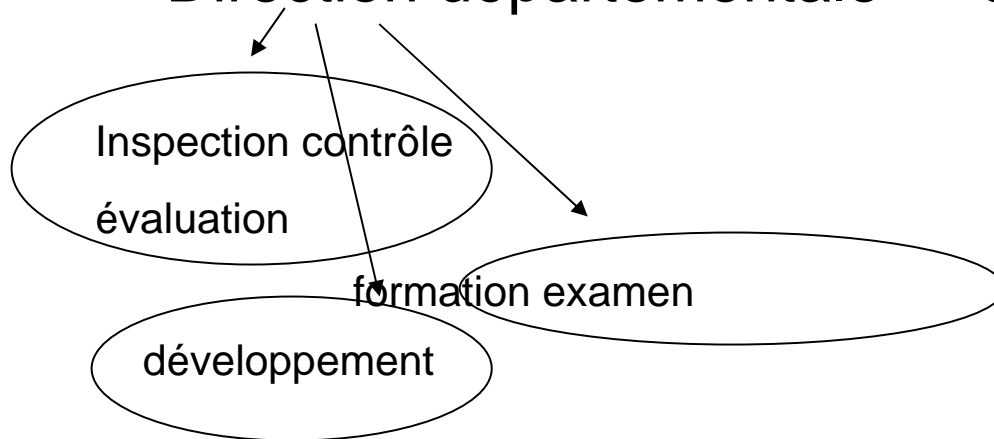 Direction départementale
Inspection contrôle
évaluation
formation examen
développement